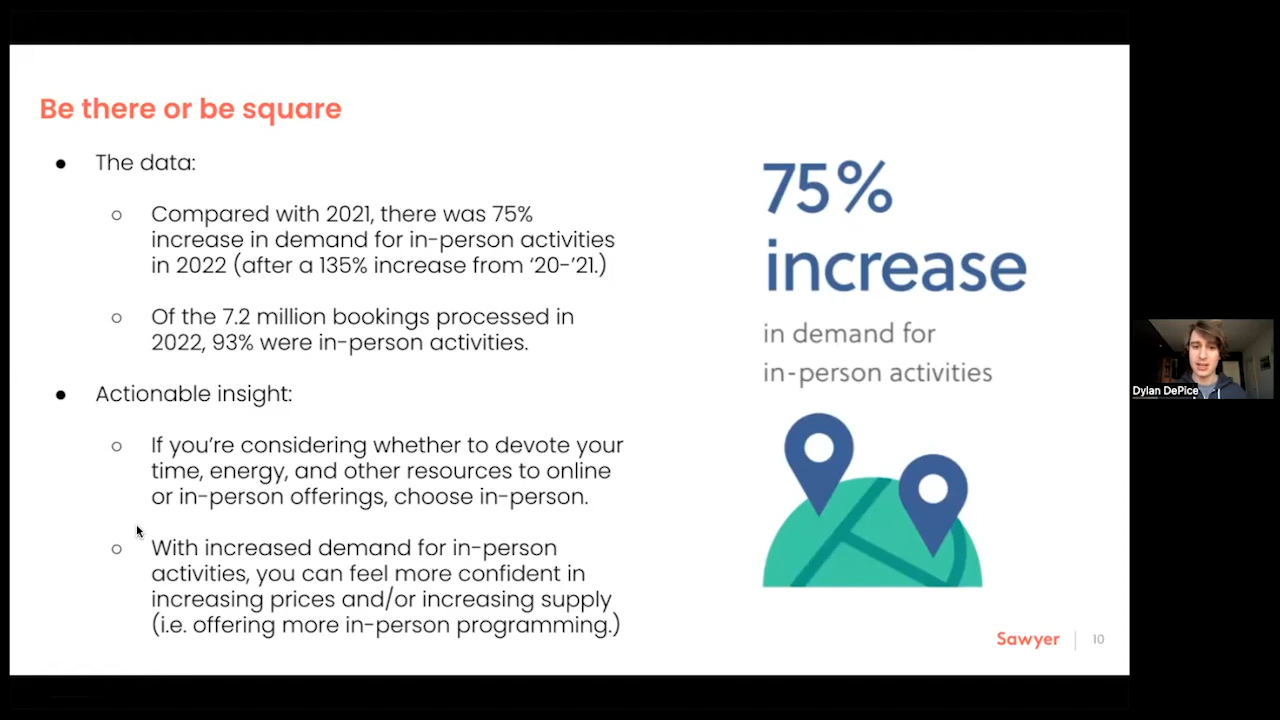 Be there or be square
● The data:
○ Compared with 2021, there was 75%
increase in demand for in-person activities
in 2022 (after a 135% increase from ‘20-’21.)
○ Of the 7.2 million bookings processed in
2022, 93% were in-person activities.
● Actionable insight:
○ If you’re considering whether to devote your
time, energy, and other resources to online
or in-person offerings, choose in-person.
○ With increased demand for in-person
activities, you can feel more confident in
increasing prices and/or increasing supply
(i.e. offering more in-person programming.)
75%
increase
in demand for
in-person activities
Sawyer | 10
Dylan DePice